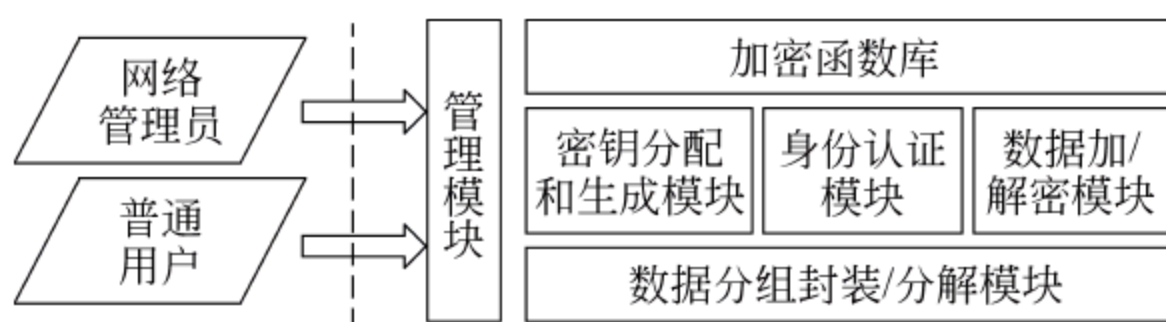 网络
管理员
普通
用户
管
理
模
块
加密函数库
密钥分配
和生成模块
身份认证
模块
数据加/
解密模块
数据分组封装/分解模块